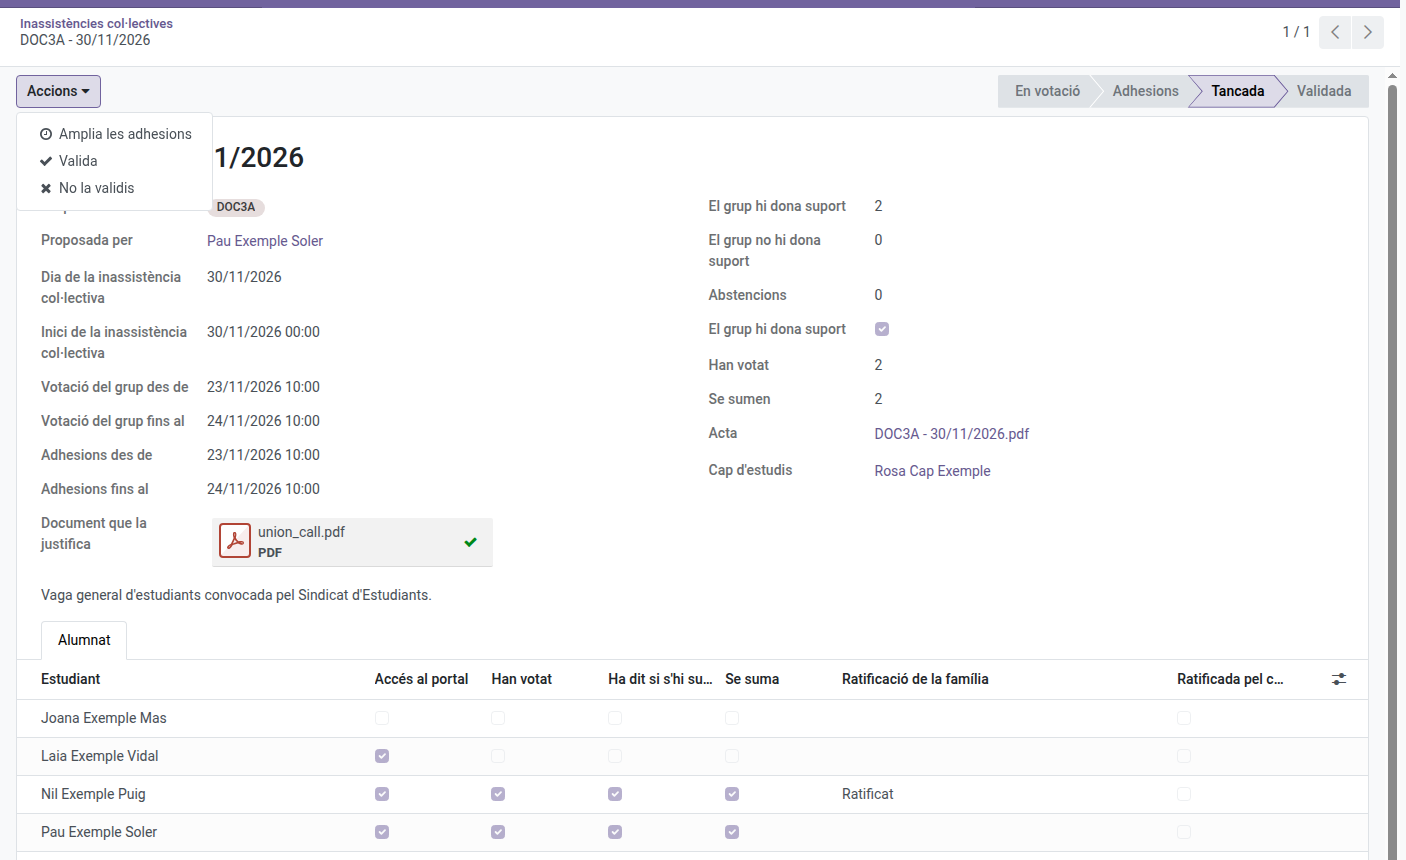 Inassistències col·lectives
DOC3A - 30/11/2026
1 / 1
Accions
En votació
Adhesions
Tancada
Validada
Amplia les adhesions
Valida
No la validis
1/2026
DOC3A
Proposada per
Pau Exemple Soler
Dia de la inassistència
col·lectiva
30/11/2026
Inici de la inassistència
col·lectiva
30/11/2026 00:00
Votació del grup des de
23/11/2026 10:00
Votació del grup fins al
24/11/2026 10:00
Adhesions des de
23/11/2026 10:00
Adhesions fins al
24/11/2026 10:00
Document que la
justifica
union_call.pdf
PDF
El grup hi dona suport
2
El grup no hi dona
suport
0
Abstencions
0
El grup hi dona suport
Han votat
2
Se sumen
2
Acta
DOC3A - 30/11/2026.pdf
Cap d'estudis
Rosa Cap Exemple
Vaga general d'estudiants convocada pel Sindicat d'Estudiants.
Alumnat
Estudiant Accés al portal Han votat Ha dit si s'hi su... Se suma Ratificació de la família Ratificada pel c...
Joana Exemple Mas
Laia Exemple Vidal
Nil Exemple Puig Ratificat
Pau Exemple Soler